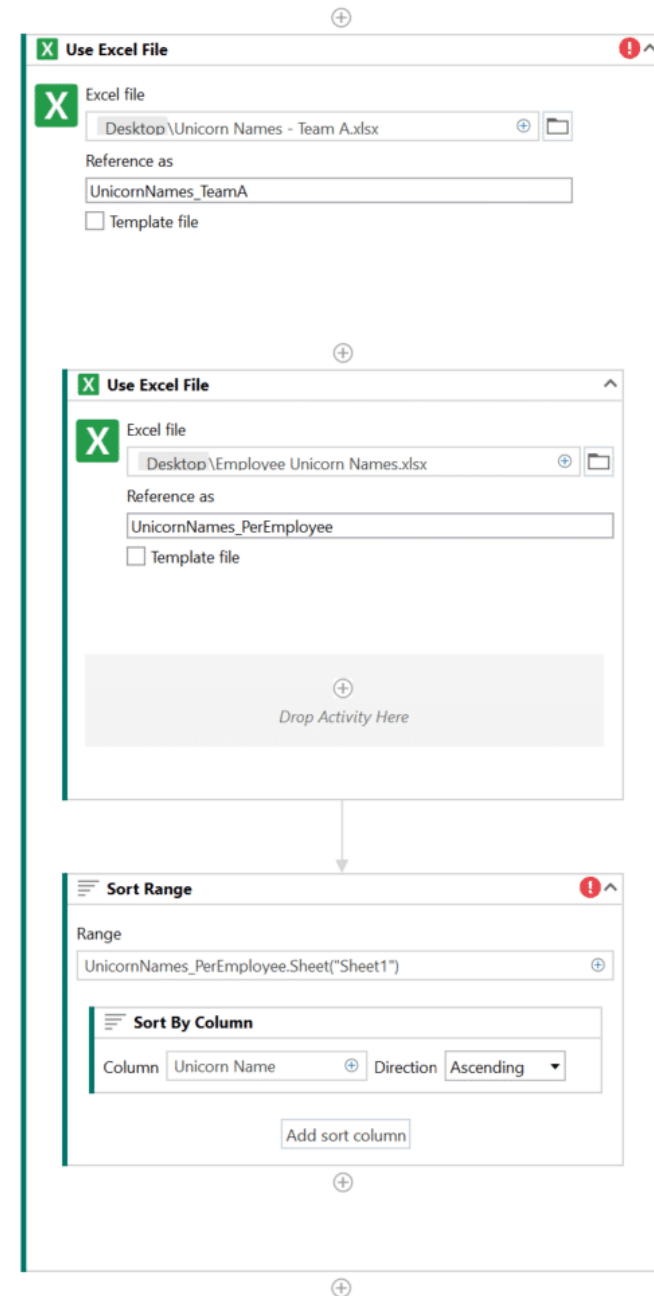 Use Excel File
Excel file
Desktop\Unicorn Names - Team A.xlsx
Reference as
UnicornNames_TeamA
Template file
Use Excel File
Excel file
Desktop\Employee Unicorn Names.xlsx
Reference as
UnicornNames_PerEmployee
Template file
Drop Activity Here
Sort Range
Range
UnicornNames_PerEmployee.Sheet("Sheet1")
Sort By Column
Column Unicorn Name Direction Ascending
Add sort column